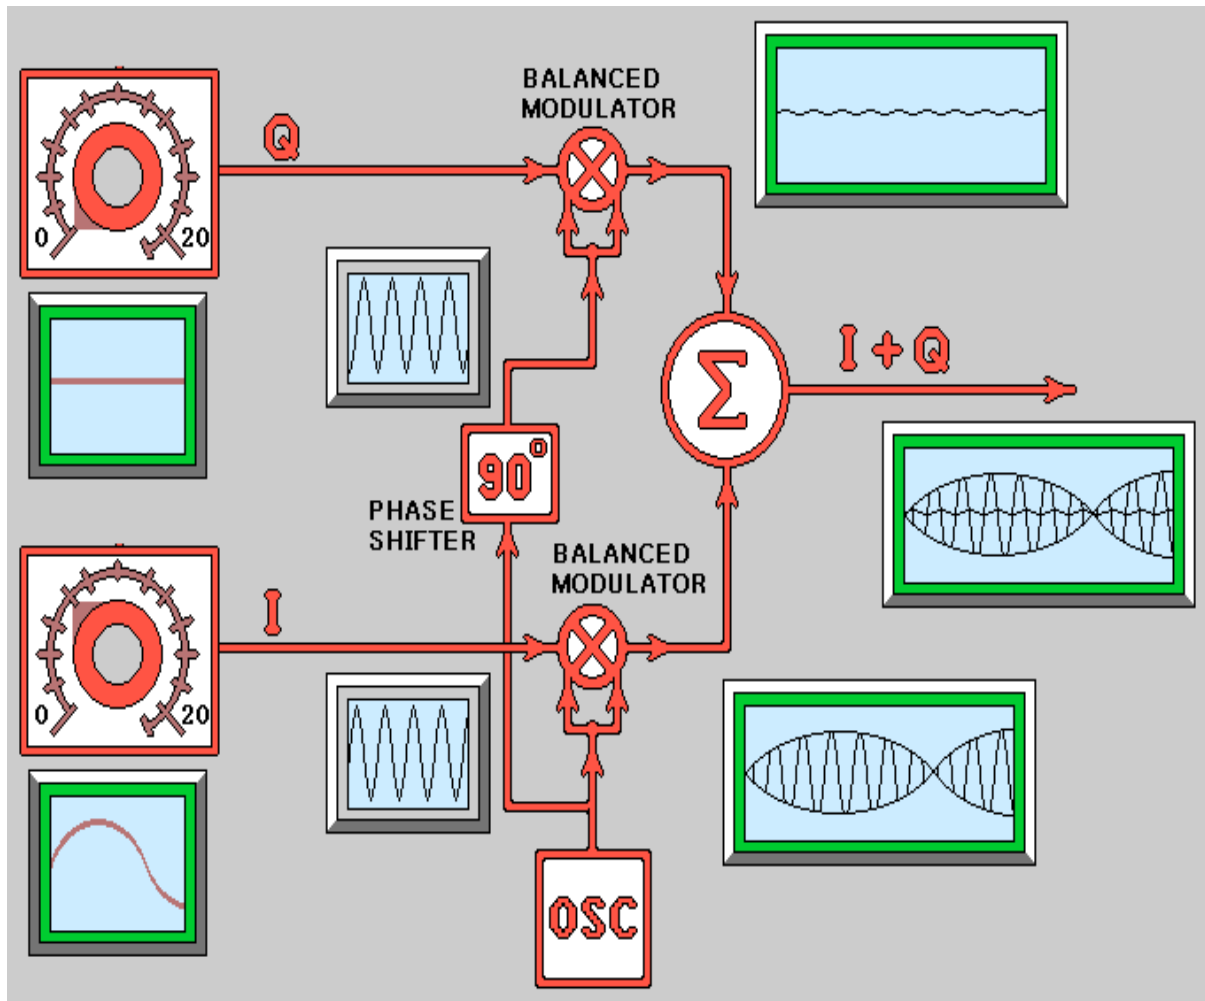 BALANCED
MODULATOR
Q
0
20
I + Q
Σ
90°
PHASE
SHIFTER
BALANCED
MODULATOR
I
0
20
OSC